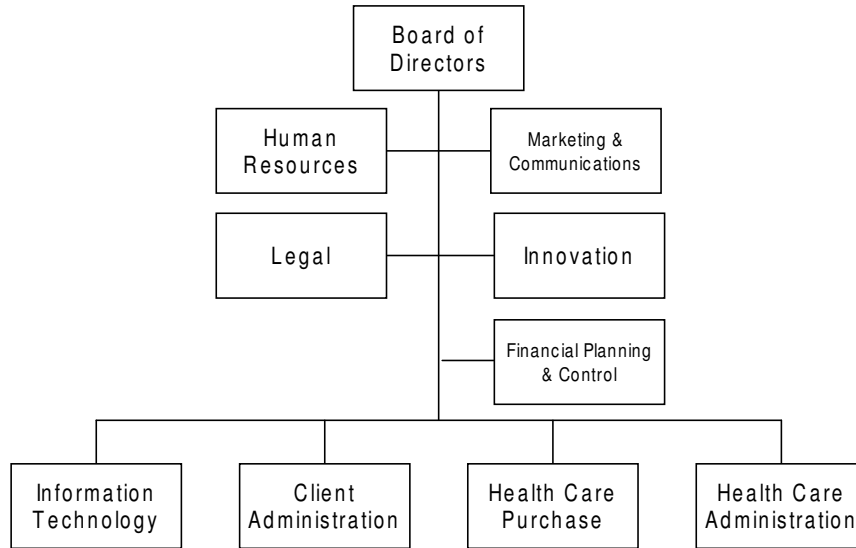 Board of
Directors
Human
Resources
Marketing &
Communications
Legal
Innovation
Financial Planning
& Control
Information
Technology
Client
Administration
Health Care
Purchase
Health Care
Administration